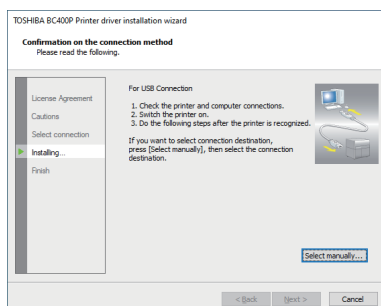 TOSHIBA BC400P Printer driver installation wizard
Confirmation on the connection method
Please read the following.
License Agreement
Cautions
Select connection
Installing...
Finish
For USB Connection
1. Check the printer and computer connections.
2. Switch the printer on.
3. Do the following steps after the printer is recognized.
If you want to select connection destination,
press [Select manually], then select the connection
destination.
Select manually...
< Back
Next >
Cancel